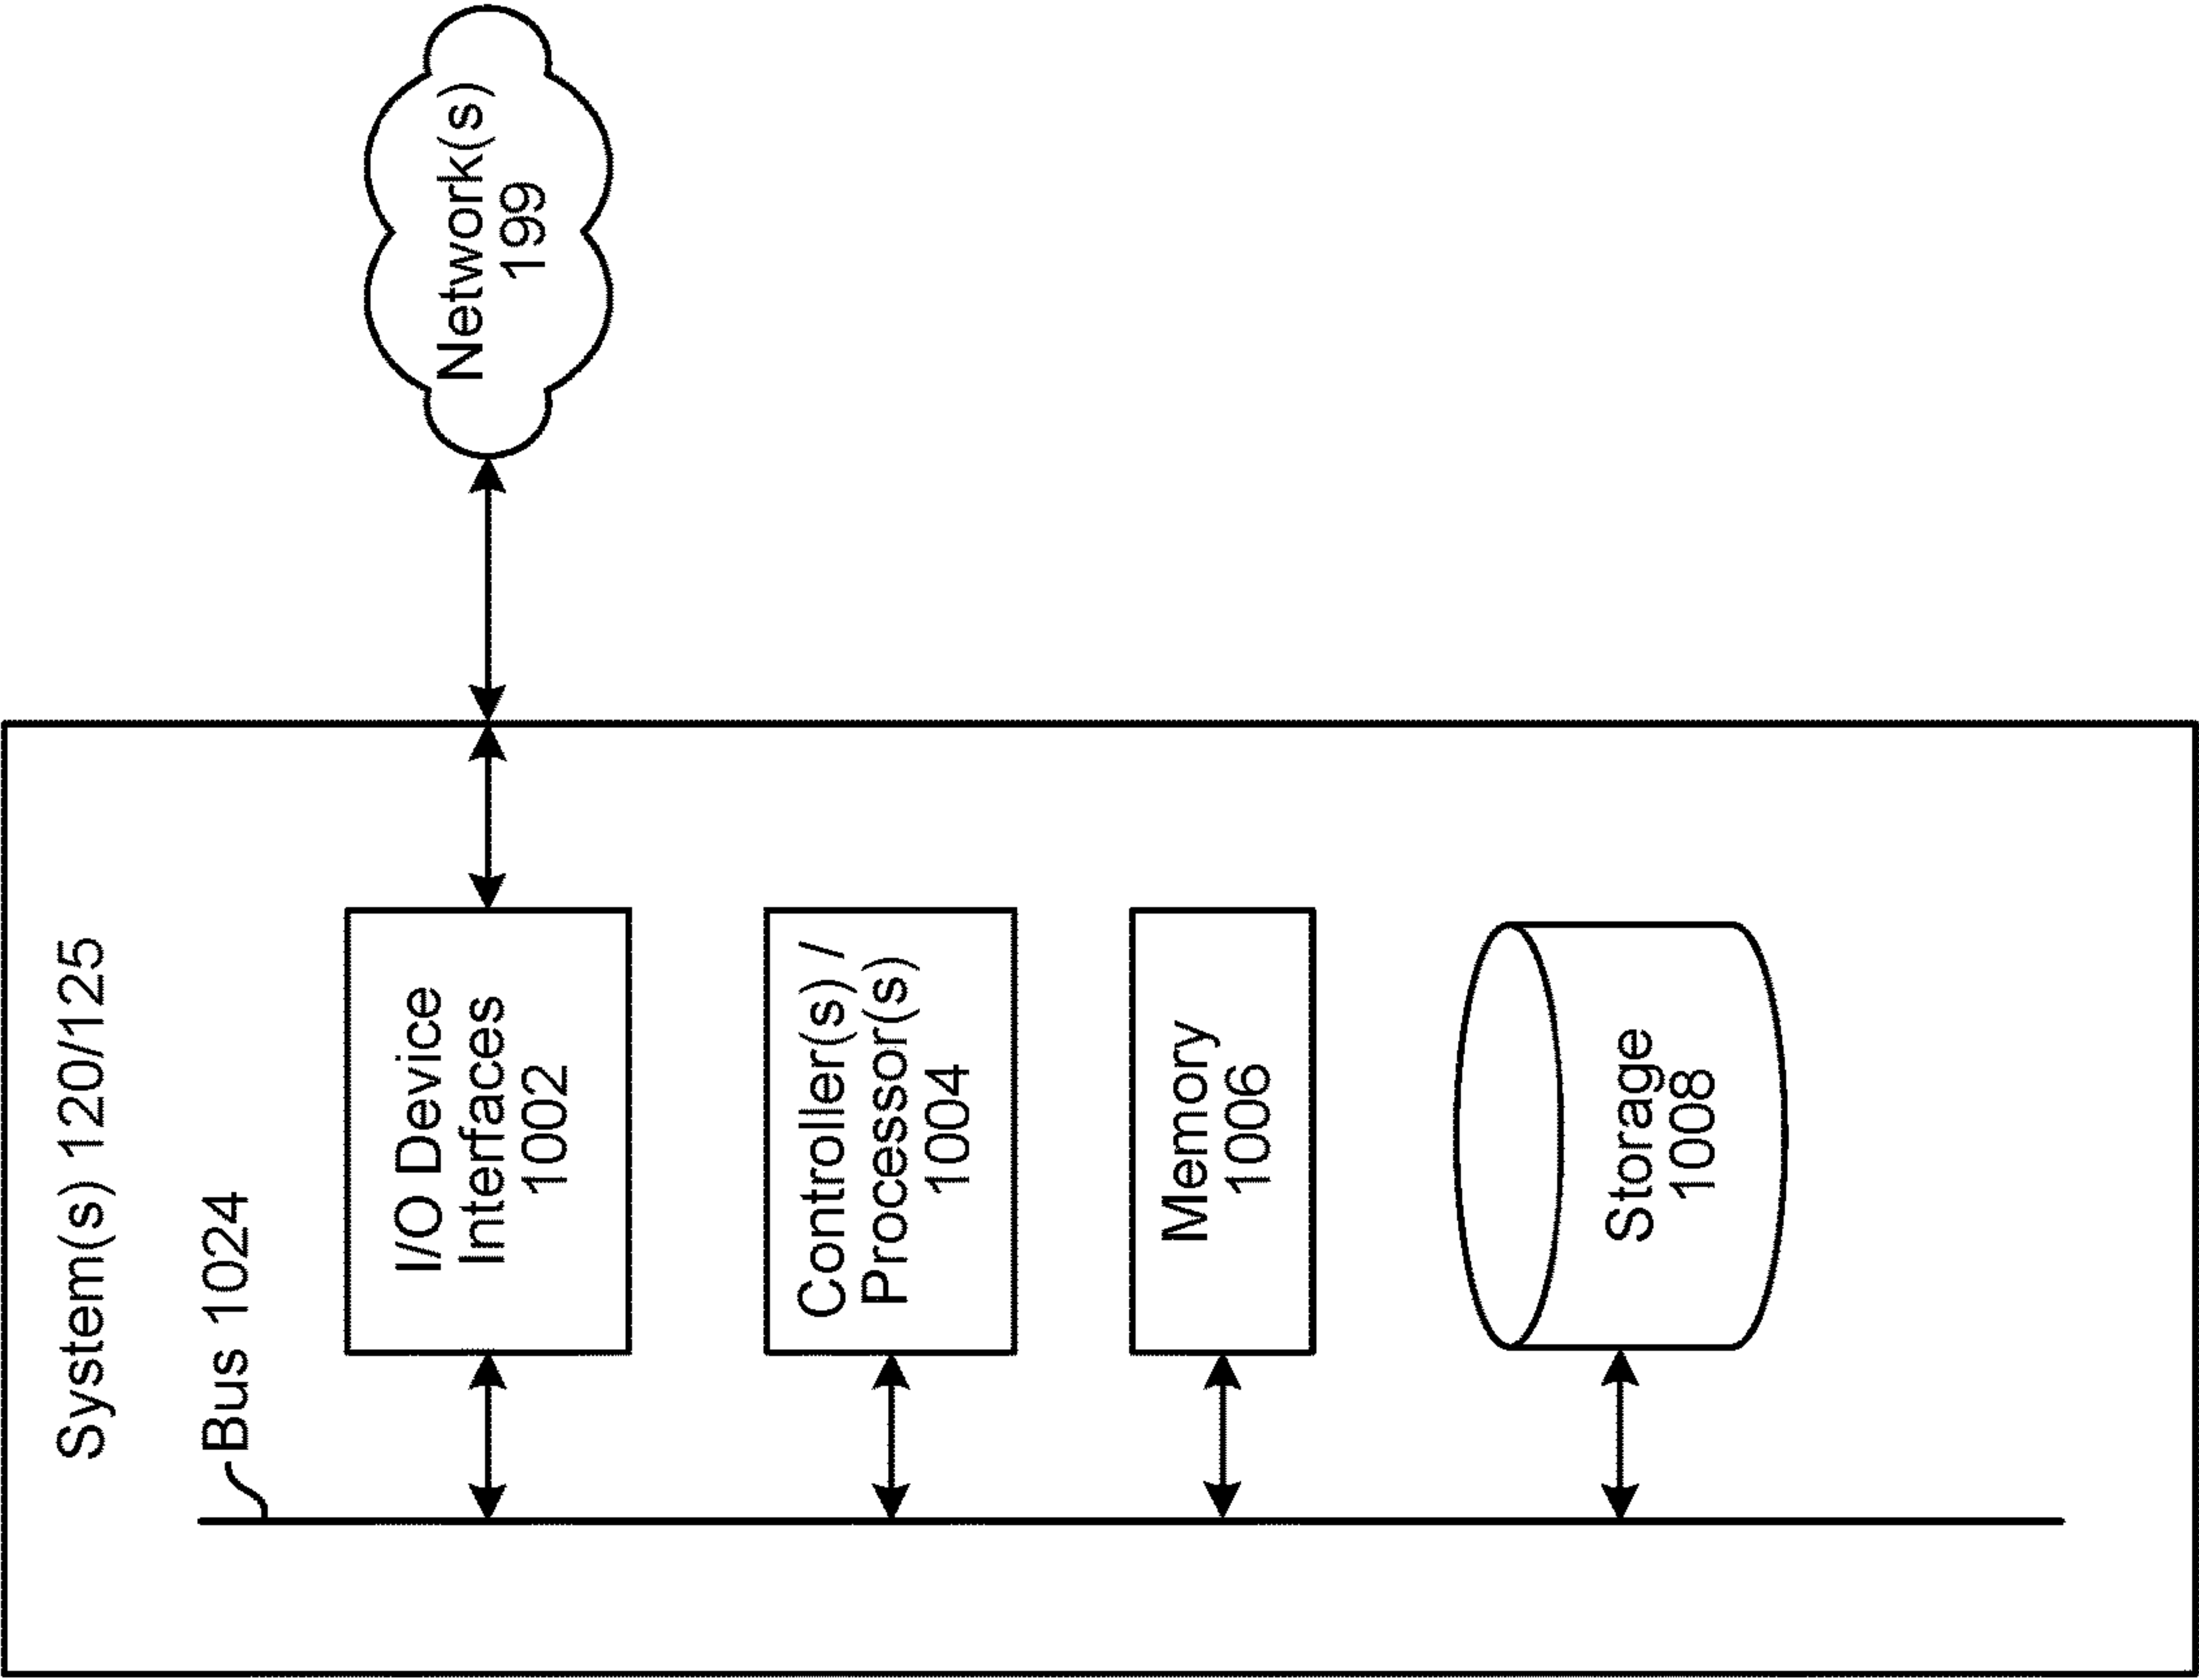 System(s) 120/125
Bus 1024
I/O Device
Interfaces
1002
Network(s)
199
Controller(s) /
Processor(s)
1004
Memory
1006
Storage
1008